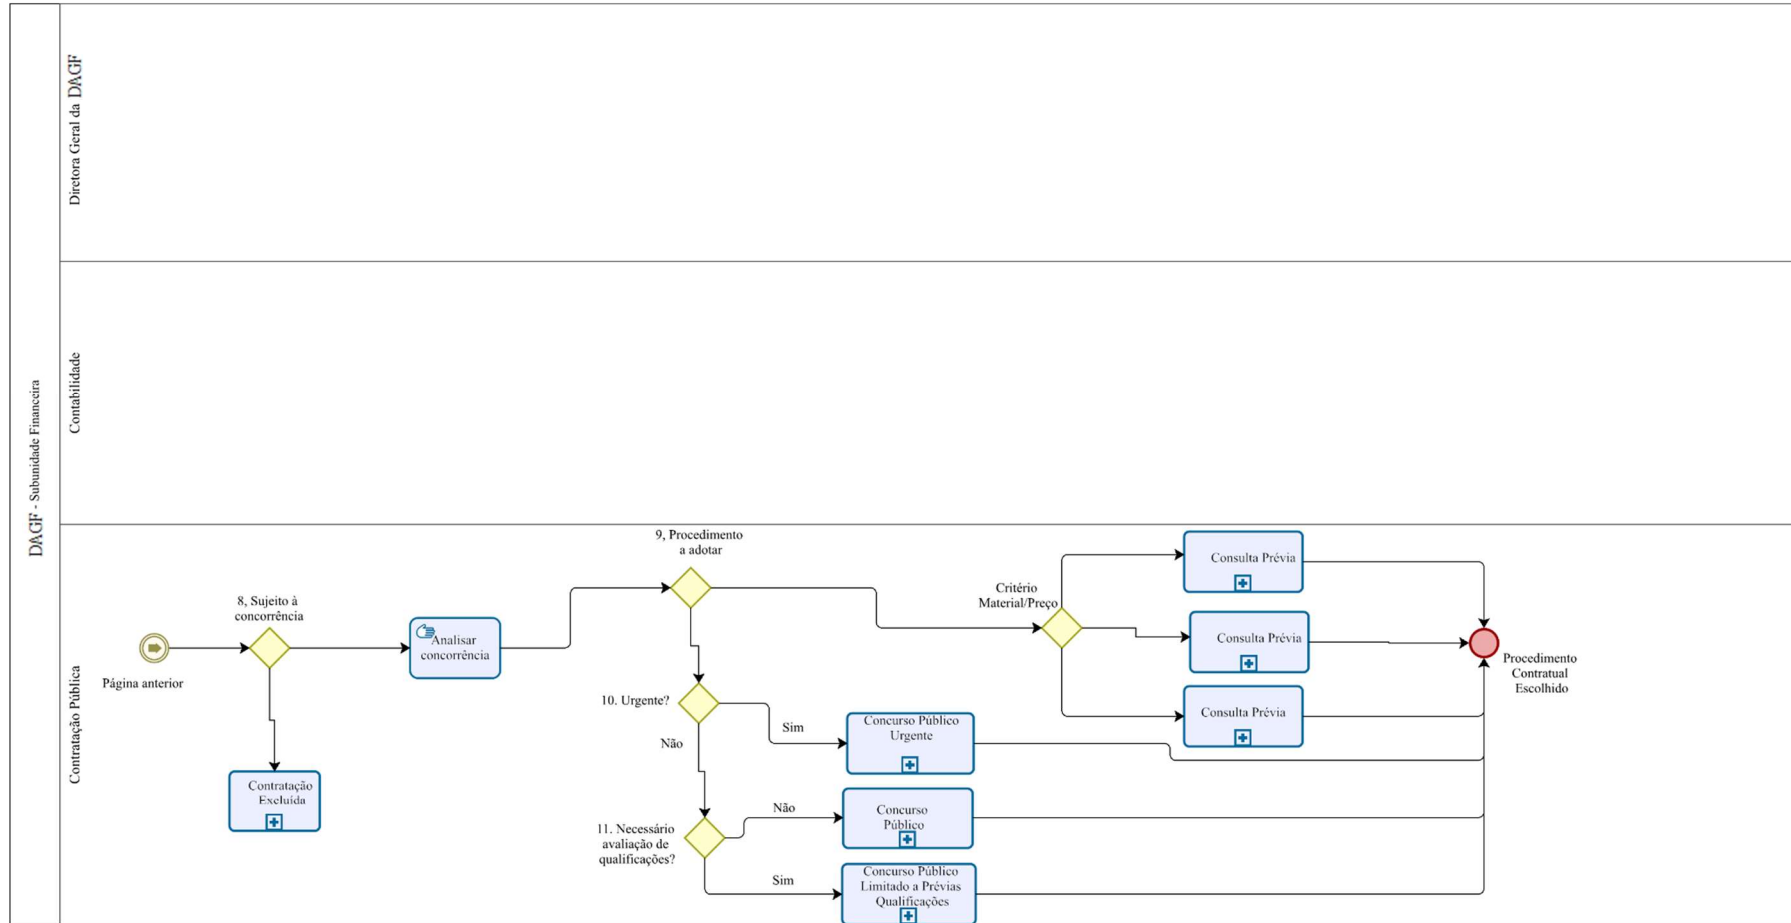 DAGF - Subunidade Financeira
Diretora Geral da DAGF
Contabilidade
Contratação Pública
Página anterior
8, Sujeito à
concorrência
Contratação
Excluída
Analisar
concorrência
9, Procedimento
a adotar
10. Urgente?
Sim
Não
Concurso Público
Urgente
11. Necessário
avaliação de
qualificações?
Não
Concurso
Público
Sim
Concurso Público
Limitado a Prévias
Qualificações
Critério
Material/Preço
Consulta Prévia
Consulta Prévia
Consulta Prévia
Procedimento
Contratual
Escolhido